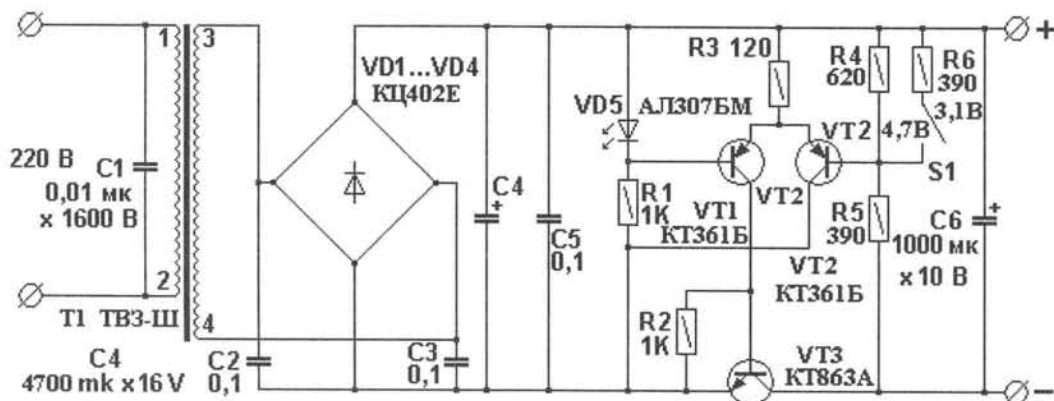 1
3
2
4
220 В
C1
0,01 мк
x 1600 В
T1 ТВЗ-Ш
C4
4700 mk x16 V
VD1...VD4
КЦ402Е
C2
0,1
C3
0,1
C4
+
C5
0,1
VD5
АЛ307БМ
R1
1K
R2
1K
R3 120
VT2
VT2
VT1
КТ361Б
VT2
КТ361Б
VT3
КТ863А
R4
620
R5
390
R6
390
3,1В
4,7В
S1
C6
+
1000 мк
x 10 В
+
−